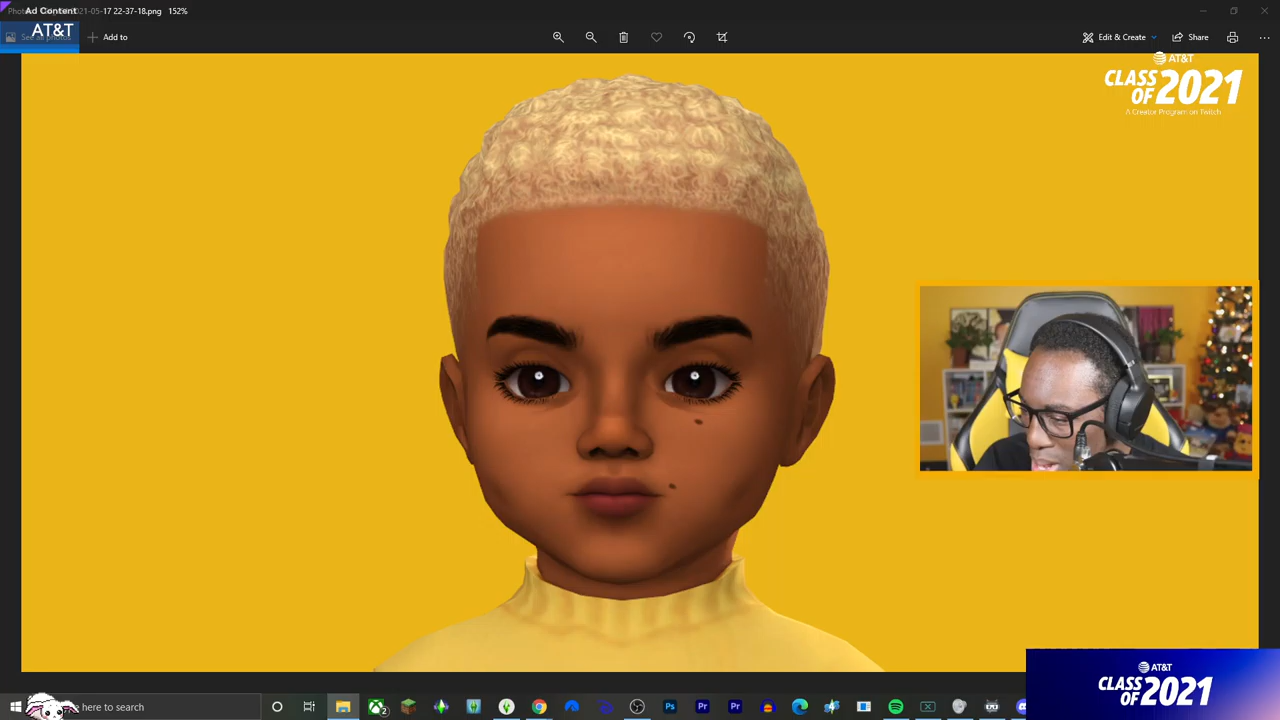 Ad Content
2021-05-17 22-37-18.png 152%
AT&T
Add to
Edit & Create
Share
AT&T
CLASS
OF 2021
A Creator Program on Twitch
here to search
2
AT&T
CLASS
OF 2021